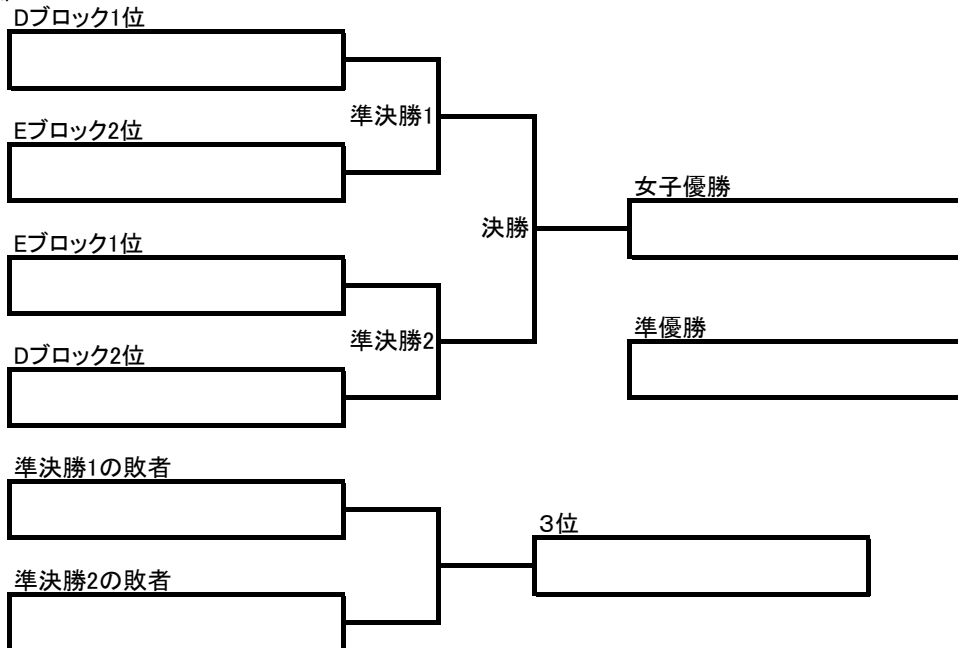 Dブロック1位
準決勝1
Eブロック2位
女子優勝
決勝
Eブロック1位
準決勝2
準優勝
Dブロック2位
準決勝1の敗者
３位
準決勝2の敗者